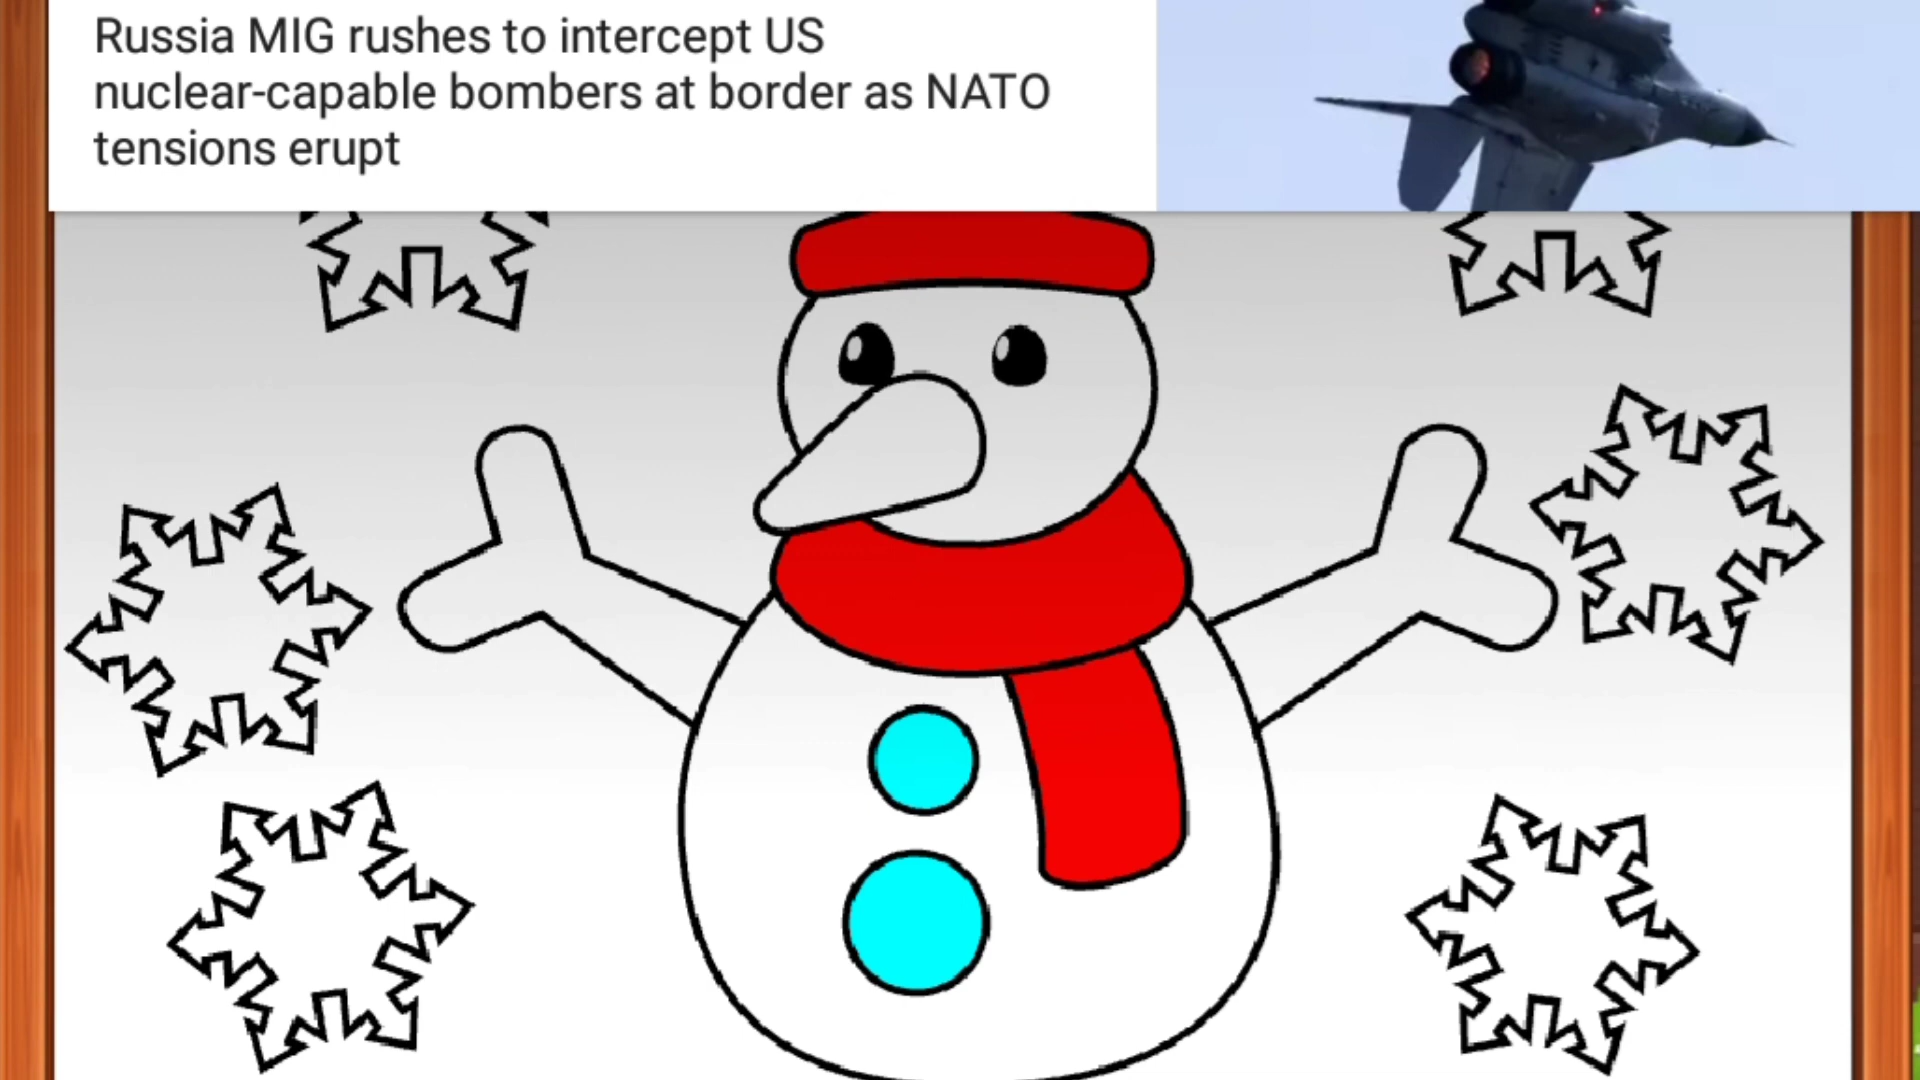 Russia MIG rushes to intercept US
nuclear-capable bombers at border as NATO
tensions erupt